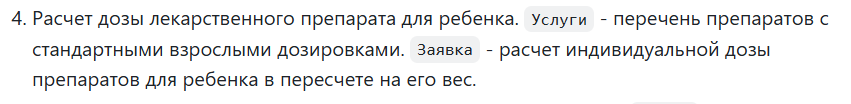 4. Расчет дозы лекарственного препарата для ребенка. Услуги - перечень препаратов с
стандартными взрослыми дозировками. Заявка - расчет индивидуальной дозы
препаратов для ребенка в пересчете на его вес.